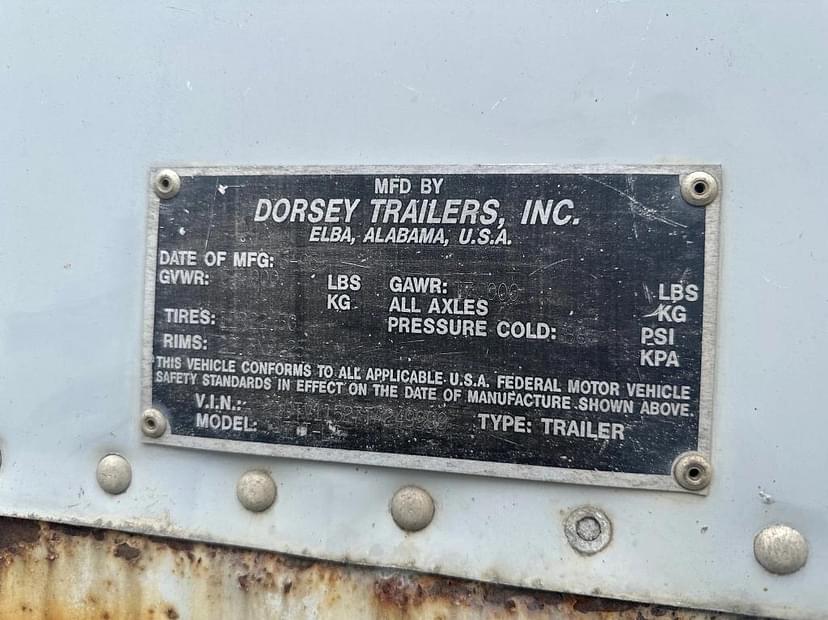 MFD BY
DORSEY TRAILERS, INC.
ELBA, ALABAMA, U.S.A.
DATE OF MFG:
GVWR: LBS GAWR: LBS
KG ALL AXLES KG
TIRES: PRESSURE COLD: PSI
RIMS: KPA
THIS VEHICLE CONFORMS TO ALL APPLICABLE U.S.A. FEDERAL MOTOR VEHICLE
SAFETY STANDARDS IN EFFECT ON THE DATE OF MANUFACTURE SHOWN ABOVE.
V.I.N.:
MODEL: TYPE: TRAILER